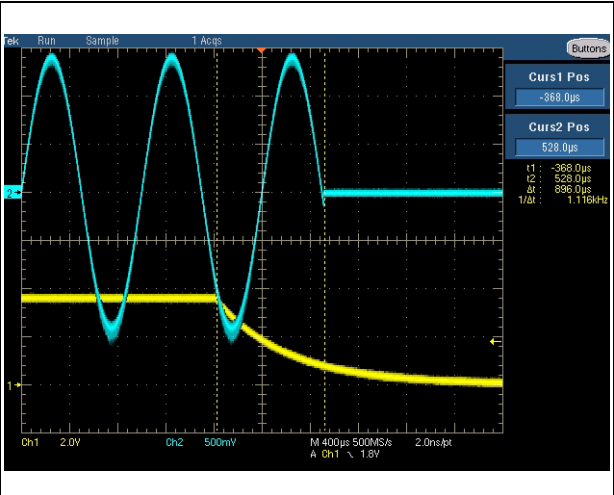 Tek Run Sample 1 Acqs
Buttons
Curs1 Pos
-368.0µs
Curs2 Pos
528.0µs
t1 : -368.0µs
t2 : 528.0µs
Δt : 896.0µs
1/Δt : 1.116kHz
2
1
Ch1 2.0V Ch2 500mV M 400µs 500MS/s 2.0ns/pt
A Ch1 \ 1.8V